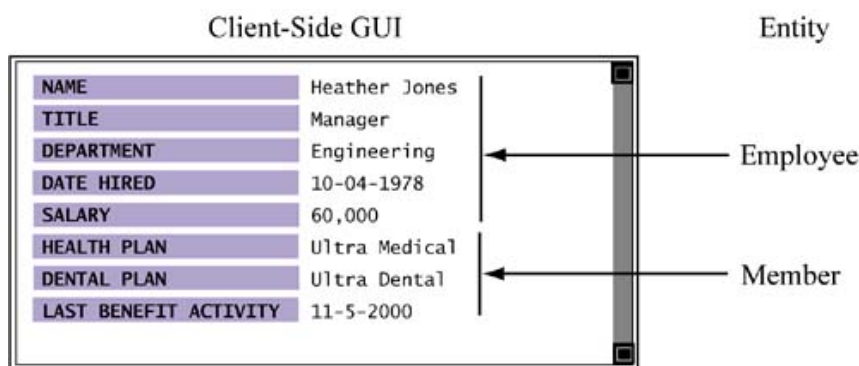 Client-Side GUI Entity
NAME Heather Jones
TITLE Manager
DEPARTMENT Engineering
Employee
DATE HIRED 10-04-1978
SALARY 60,000
HEALTH PLAN Ultra Medical
DENTAL PLAN Ultra Dental
Member
LAST BENEFIT ACTIVITY 11-5-2000